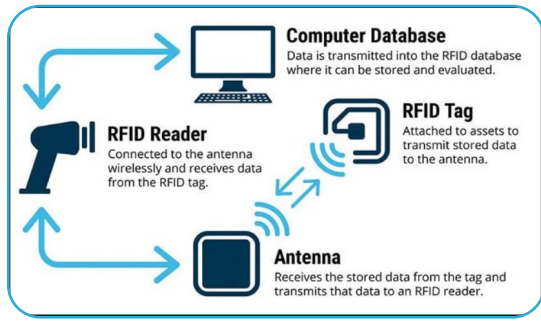 Computer Database
Data is transmitted into the RFID database
where it can be stored and evaluated.
RFID Tag
Attached to assets to
transmit stored data
to the antenna.
RFID Reader
Connected to the antenna
wirelessly and receives data
from the RFID tag.
Antenna
Receives the stored data from the tag and
transmits that data to an RFID reader.